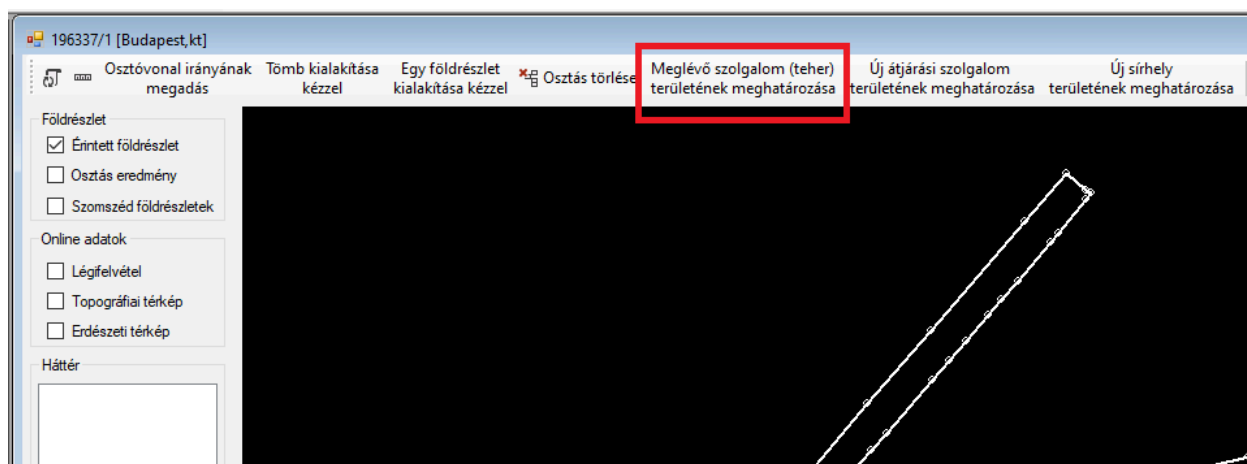 196337/1 [Budapest,kt]
Osztóvonal irányának megadás
Tömb kialakítása kézzel
Egy földrészlet kialakítása kézzel
Osztás törlése
Meglévő szolgalom (teher) területének meghatározása
Új átjárási szolgalom területének meghatározása
Új sírhely területének meghatározása
Földrészlet
Érintett földrészlet
Osztás eredmény
Szomszéd földrészletek
Online adatok
Légifelvétel
Topográfiai térkép
Erdészeti térkép
Háttér